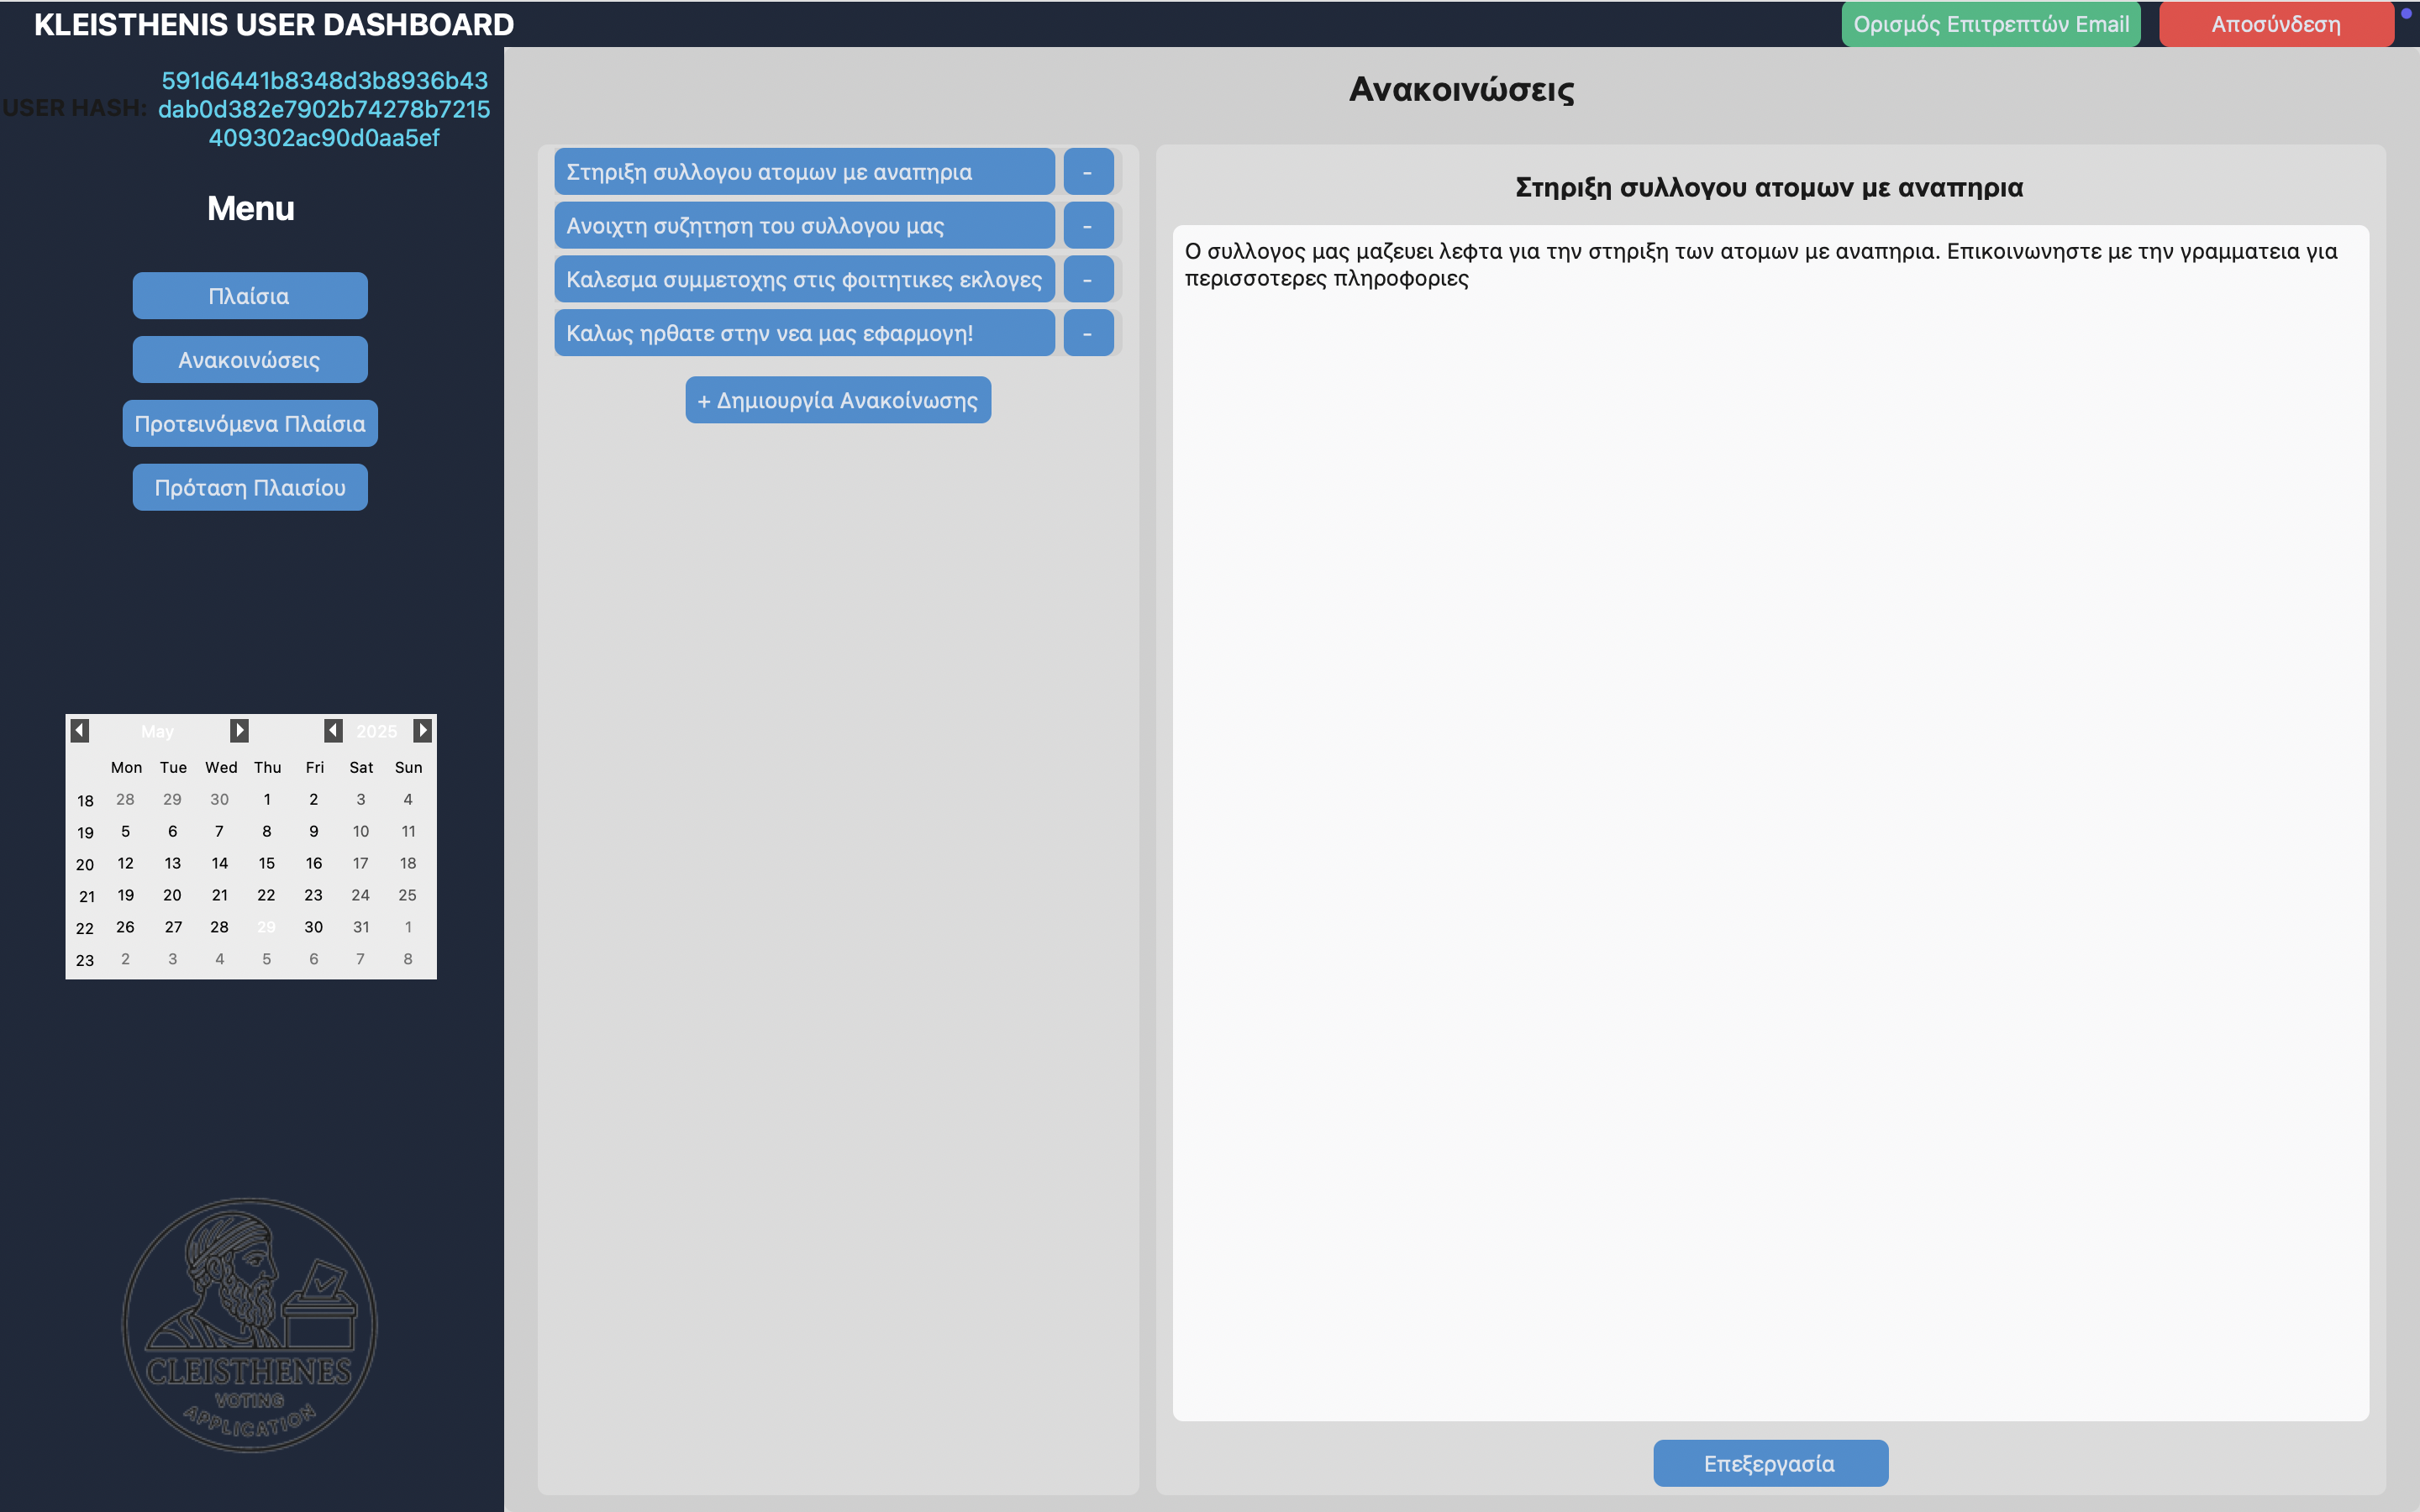 KLEISTHENIS USER DASHBOARD
Ορισμός Επιτρεπτών Email
Αποσύνδεση
USER HASH:
591d6441b8348d3b8936b43
dab0d382e7902b74278b7215
409302ac90d0aa5ef
Menu
Πλαίσια
Ανακοινώσεις
Προτεινόμενα Πλαίσια
Πρόταση Πλαισίου
May 2025
Mon Tue Wed Thu Fri Sat Sun
18 28 29 30 1 2 3 4
19 5 6 7 8 9 10 11
20 12 13 14 15 16 17 18
21 19 20 21 22 23 24 25
22 26 27 28 29 30 31 1
23 2 3 4 5 6 7 8
CLEISTHENES
VOTING
APPLICATION
Ανακοινώσεις
Στηριξη συλλογου ατομων με αναπηρια -
Ανοιχτη συζητηση του συλλογου μας -
Καλεσμα συμμετοχης στις φοιτητικες εκλογες -
Καλως ηρθατε στην νεα μας εφαρμογη! -
+ Δημιουργία Ανακοίνωσης
Στηριξη συλλογου ατομων με αναπηρια
Ο συλλογος μας μαζευει λεφτα για την στηριξη των ατομων με αναπηρια. Επικοινωνηστε με την γραμματεια για
περισσοτερες πληροφοριες
Επεξεργασία